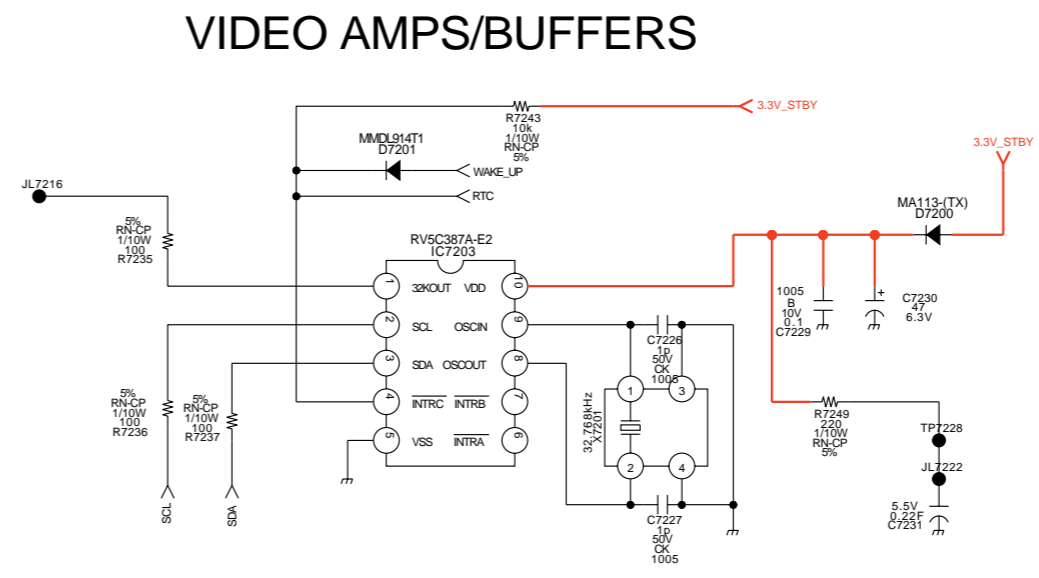 VIDEO AMPS/BUFFERS
3.3V_STBY
R7243
10k
1/10W
RN-CP
5%
MMDL914T1
D7201
WAKE_UP
RTC
3.3V_STBY
MA113-(TX)
D7200
JL7216
5%
RN-CP
1/10W
100
R7235
RV5C387A-E2
IC7203
1
32KOUT
VDD
10
2
SCL
OSCIN
9
3
SDA
OSCOUT
8
4
INTRC
INTRB
7
5
VSS
INTRA
6
1005
B
10V
0.1
C7229
+
C7230
47
6.3V
C7226
1p
50V
CK
1005
1
3
32.768kHz
X7201
2
4
C7227
1p
50V
CK
1005
5%
RN-CP
1/10W
100
R7236
5%
RN-CP
1/10W
100
R7237
SCL
SDA
R7249
220
1/10W
RN-CP
5%
TP7228
JL7222
5.5V
0.22F
C7231